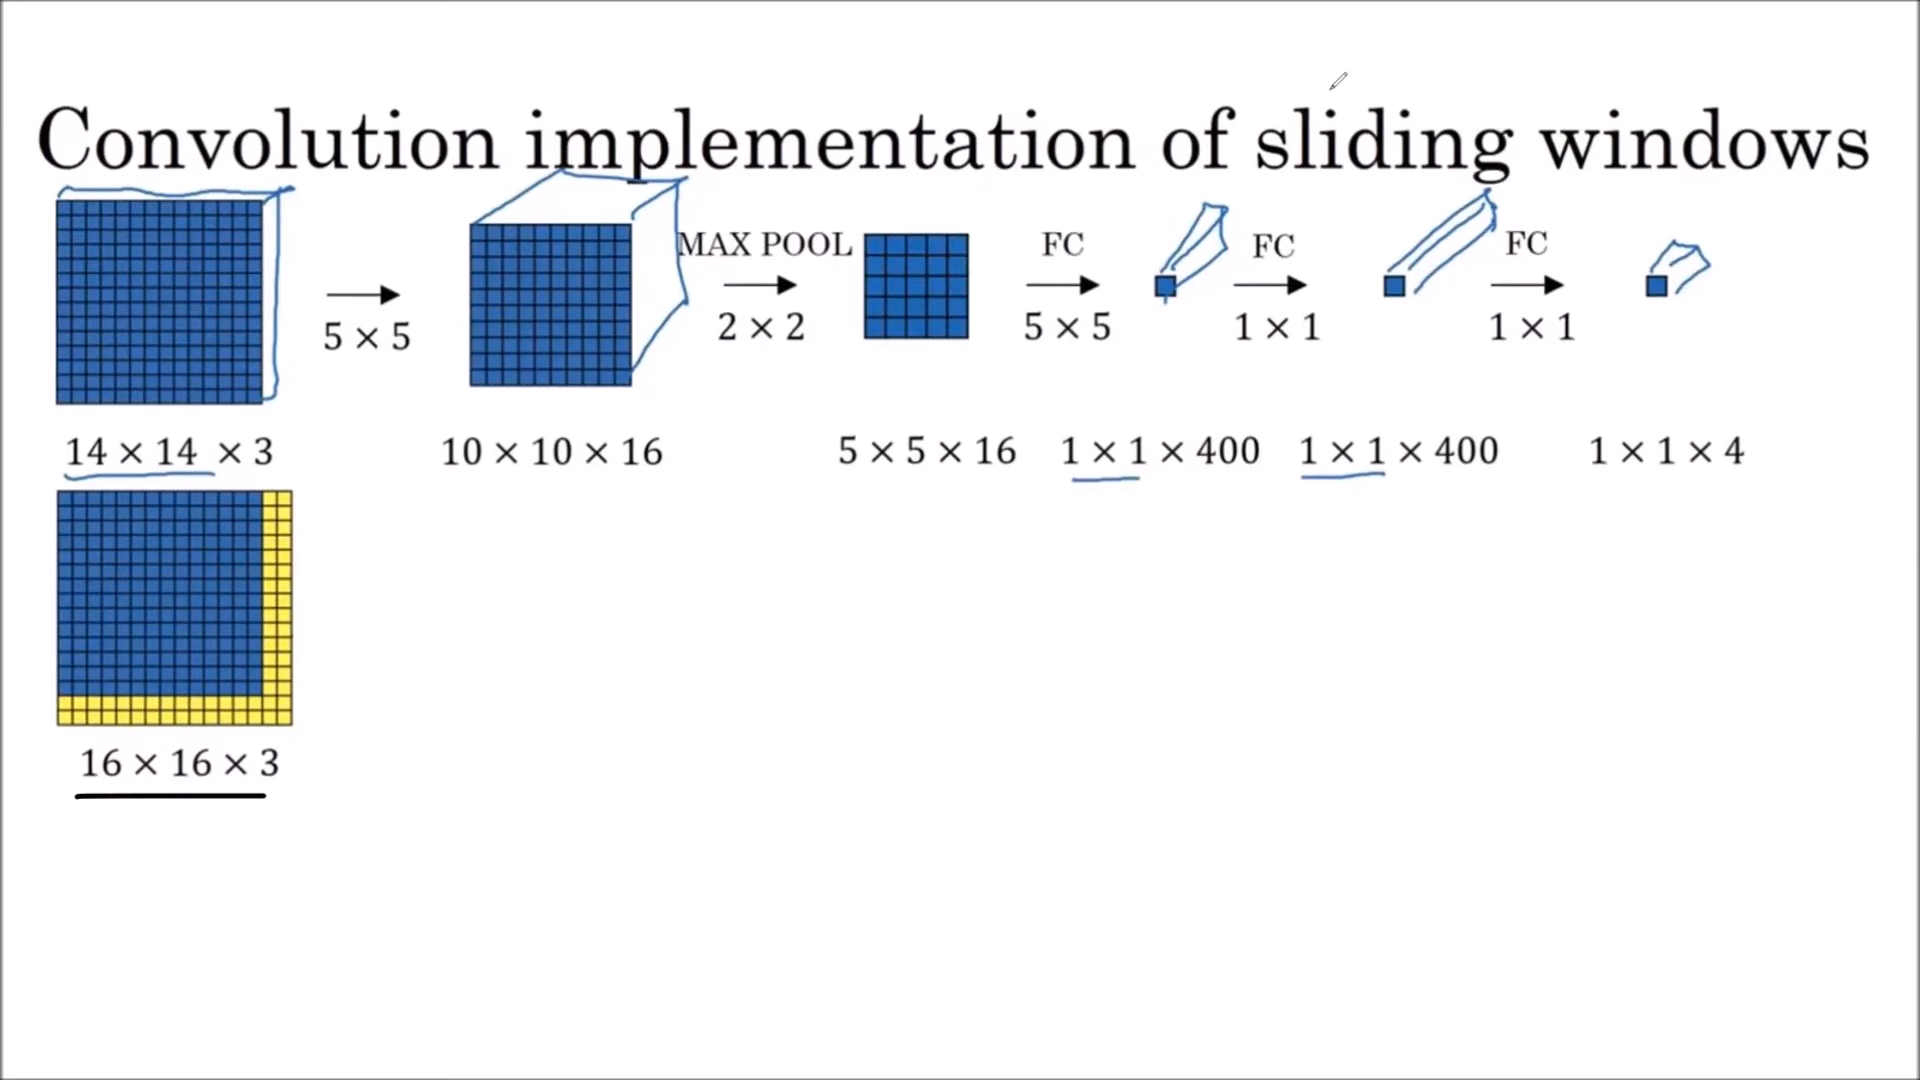 Convolution implementation of sliding windows
MAX POOL FC FC FC
5 × 5 2 × 2 5 × 5 1 × 1 1 × 1
14 × 14 × 3 10 × 10 × 16 5 × 5 × 16 1 × 1 × 400 1 × 1 × 400 1 × 1 × 4
16 × 16 × 3